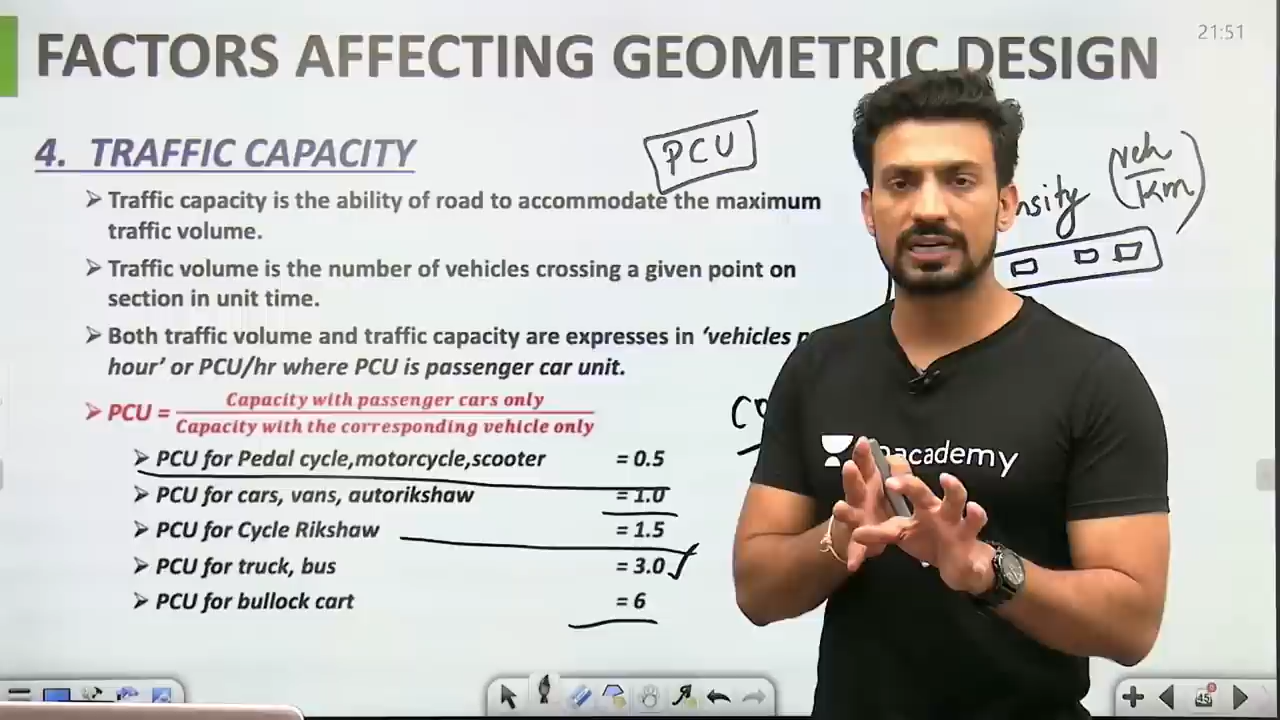 21:51
FACTORS AFFECTING GEOMETRIC DESIGN
4. TRAFFIC CAPACITY
PCU
veh
Km
➢ Traffic capacity is the ability of road to accommodate the maximum
traffic volume.
➢ Traffic volume is the number of vehicles crossing a given point on
section in unit time.
➢ Both traffic volume and traffic capacity are expresses in ‘vehicles
hour’ or PCU/hr where PCU is passenger car unit.
➢ PCU = Capacity with passenger cars only
Capacity with the corresponding vehicle only
➢ PCU for Pedal cycle,motorcycle,scooter = 0.5
➢ PCU for cars, vans, autorikshaw = 1.0
➢ PCU for Cycle Rikshaw = 1.5
➢ PCU for truck, bus = 3.0
➢ PCU for bullock cart = 6
academy
45